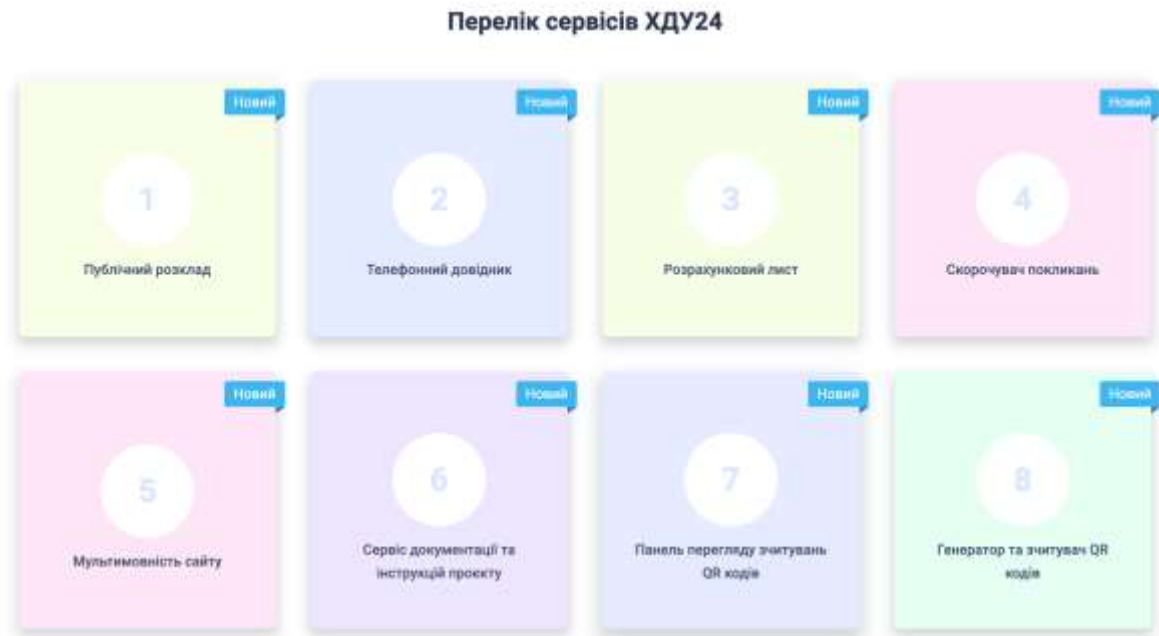 Перелік сервісів ХДУ24
Новий
1
Публічний розклад
Новий
2
Телефонний довідник
Новий
3
Розрахунковий лист
Новий
4
Скорочувач покликань
Новий
5
Мультимовність сайту
Новий
6
Сервіс документації та
інструкцій проєкту
Новий
7
Панель перегляду зчитувань
QR кодів
Новий
8
Генератор та зчитувач QR
кодів